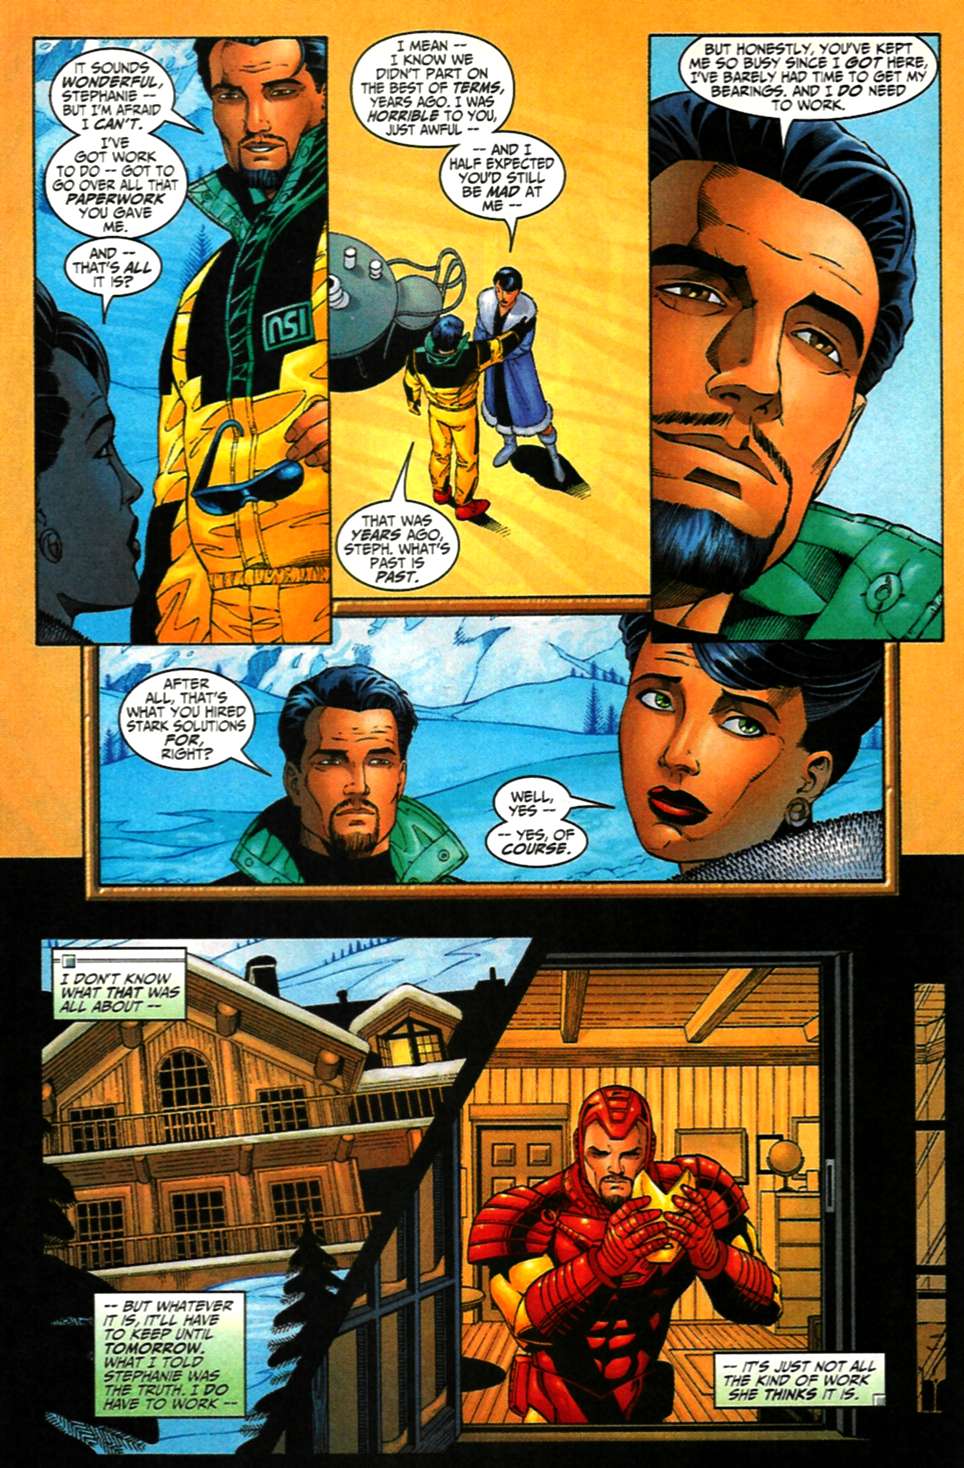 IT SOUNDS
WONDERFUL,
STEPHANIE --
BUT I'M AFRAID
I CAN'T.
I'VE
GOT WORK
TO DO -- GOT TO
GO OVER ALL THAT
PAPERWORK
YOU GAVE
ME.
AND --
THAT'S ALL
IT IS?
NSI
I MEAN --
I KNOW WE
DIDN'T PART ON
THE BEST OF TERMS,
YEARS AGO. I WAS
HORRIBLE TO YOU,
JUST AWFUL --
-- AND I
HALF EXPECTED
YOU'D STILL
BE MAD AT
ME --
THAT WAS
YEARS AGO,
STEPH. WHAT'S
PAST IS
PAST.
BUT HONESTLY, YOU'VE KEPT
ME SO BUSY SINCE I GOT HERE,
I'VE BARELY HAD TIME TO GET MY
BEARINGS. AND I DO NEED
TO WORK.
AFTER
ALL, THAT'S
WHAT YOU HIRED
STARK SOLUTIONS
FOR,
RIGHT?
WELL,
YES --
-- YES, OF
COURSE.
I DON'T KNOW
WHAT THAT WAS
ALL ABOUT --
-- BUT WHATEVER
IT IS, IT'LL HAVE
TO KEEP UNTIL
TOMORROW.
WHAT I TOLD
STEPHANIE WAS
THE TRUTH. I DO
HAVE TO WORK --
-- IT'S JUST NOT ALL
THE KIND OF WORK
SHE THINKS IT IS.